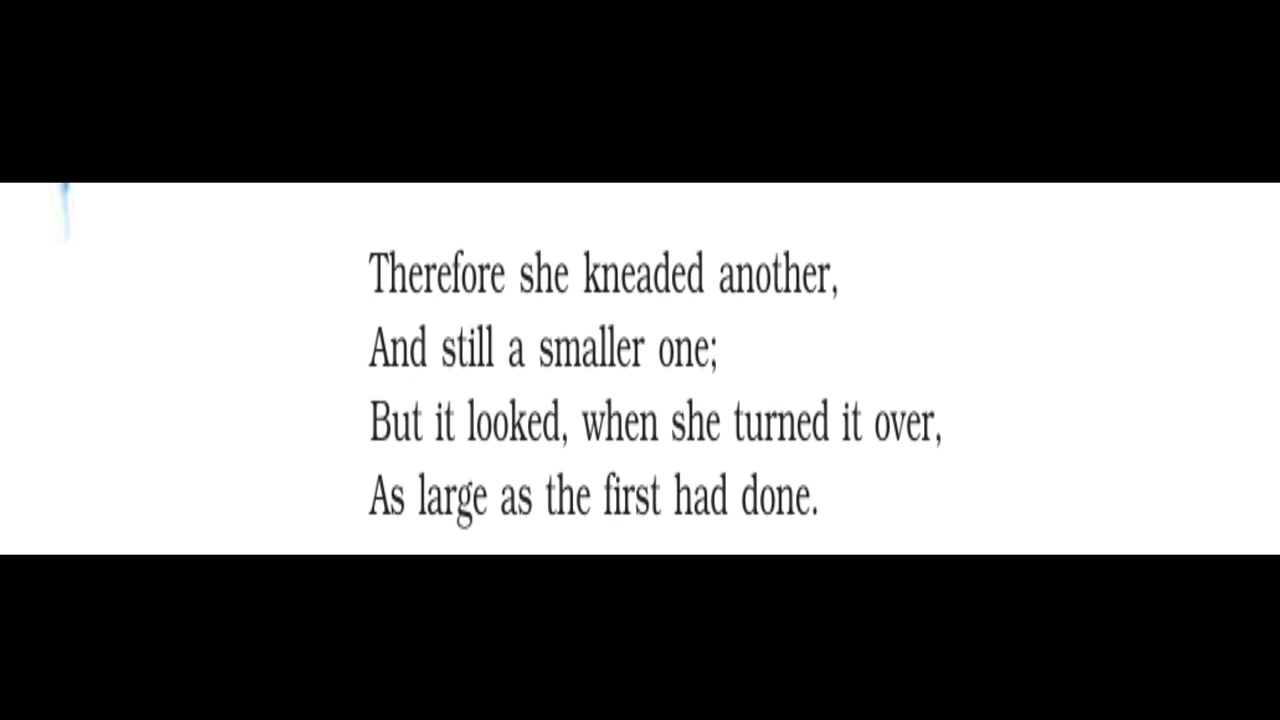 Therefore she kneaded another,
And still a smaller one;
But it looked, when she turned it over,
As large as the first had done.